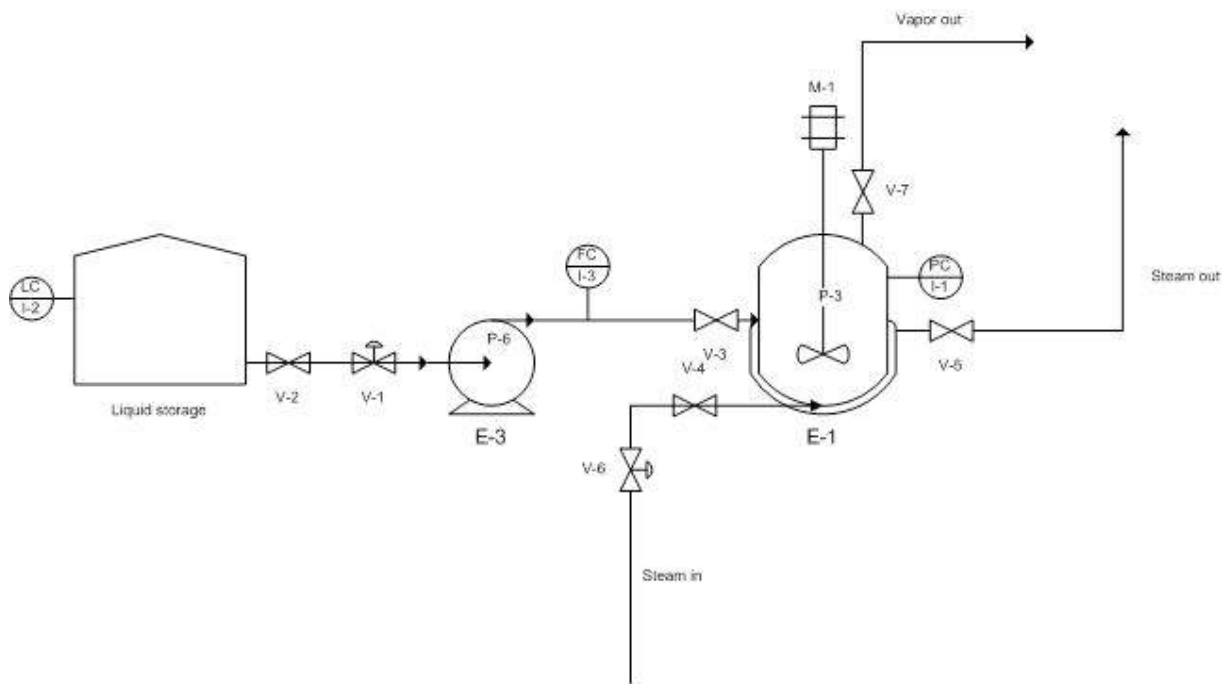 Vapor out
M-1
V-7
LC
I-2
FC
I-3
PC
I-1
Steam out
P-3
P-6
V-3
V-4
V-5
V-2
V-1
Liquid storage
E-3
E-1
V-6
Steam in